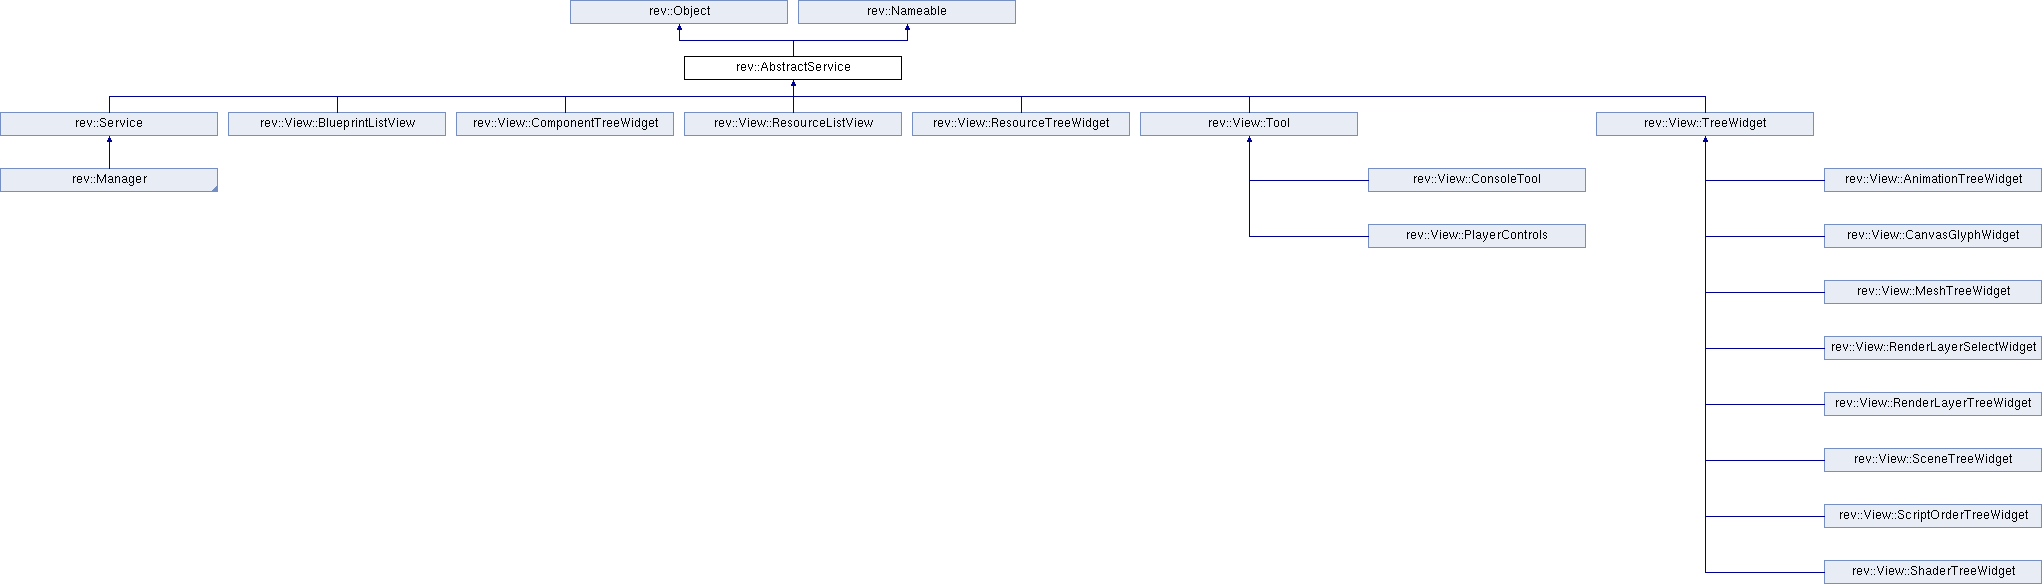 rev::Object
rev::Nameable
rev::AbstractService
rev::Service
rev::View::BlueprintListView
rev::View::ComponentTreeWidget
rev::View::ResourceListView
rev::View::ResourceTreeWidget
rev::View::Tool
rev::View::TreeWidget
rev::Manager
rev::View::ConsoleTool
rev::View::AnimationTreeWidget
rev::View::PlayerControls
rev::View::CanvasGlyphWidget
rev::View::MeshTreeWidget
rev::View::RenderLayerSelectWidget
rev::View::RenderLayerTreeWidget
rev::View::SceneTreeWidget
rev::View::ScriptOrderTreeWidget
rev::View::ShaderTreeWidget